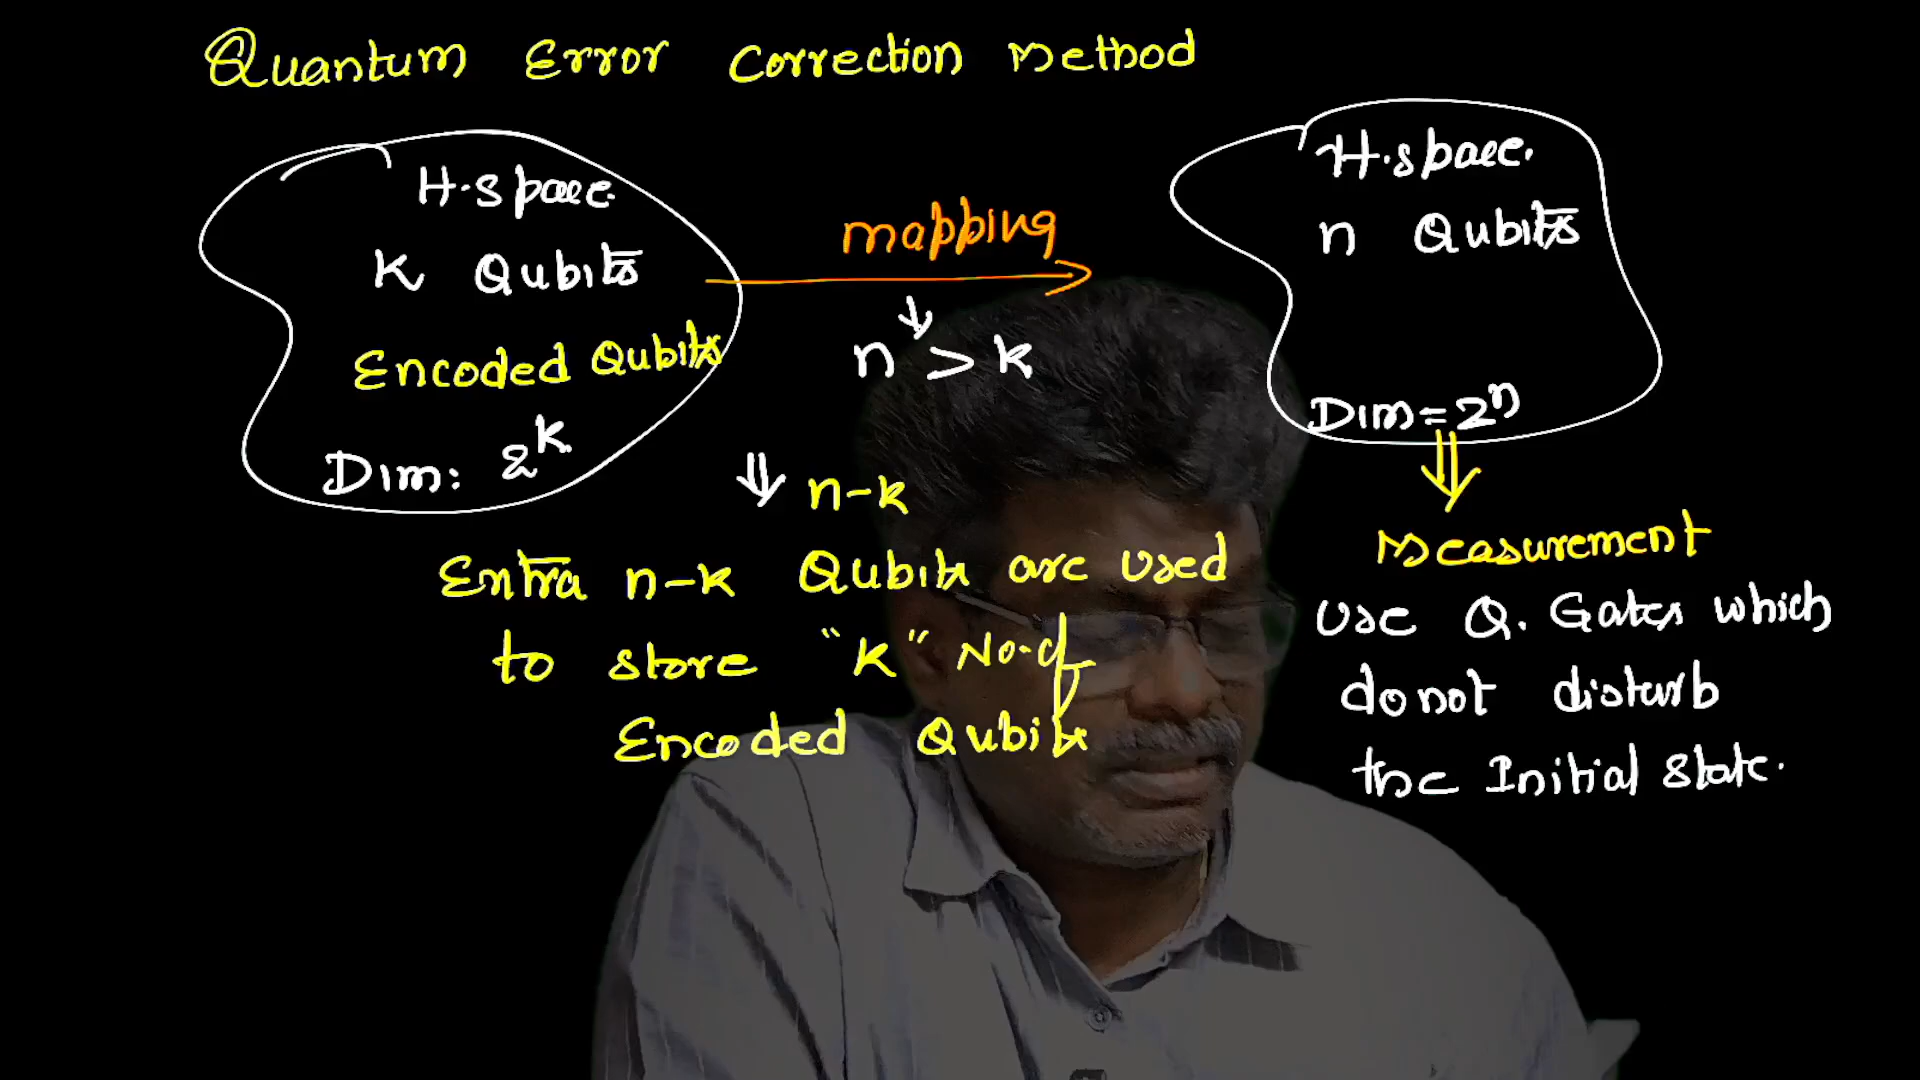 Quantum Error Correction Method
H.space.
K Qubits
Encoded Qubits
Dim: 2^k
mapping
n > k
H.space.
n Qubits
Dim = 2^n
n-k
Extra n-k Qubits are used
to store "K" No. of
Encoded Qubits
Measurement
Use Q. Gates which
do not disturb
the Initial State.